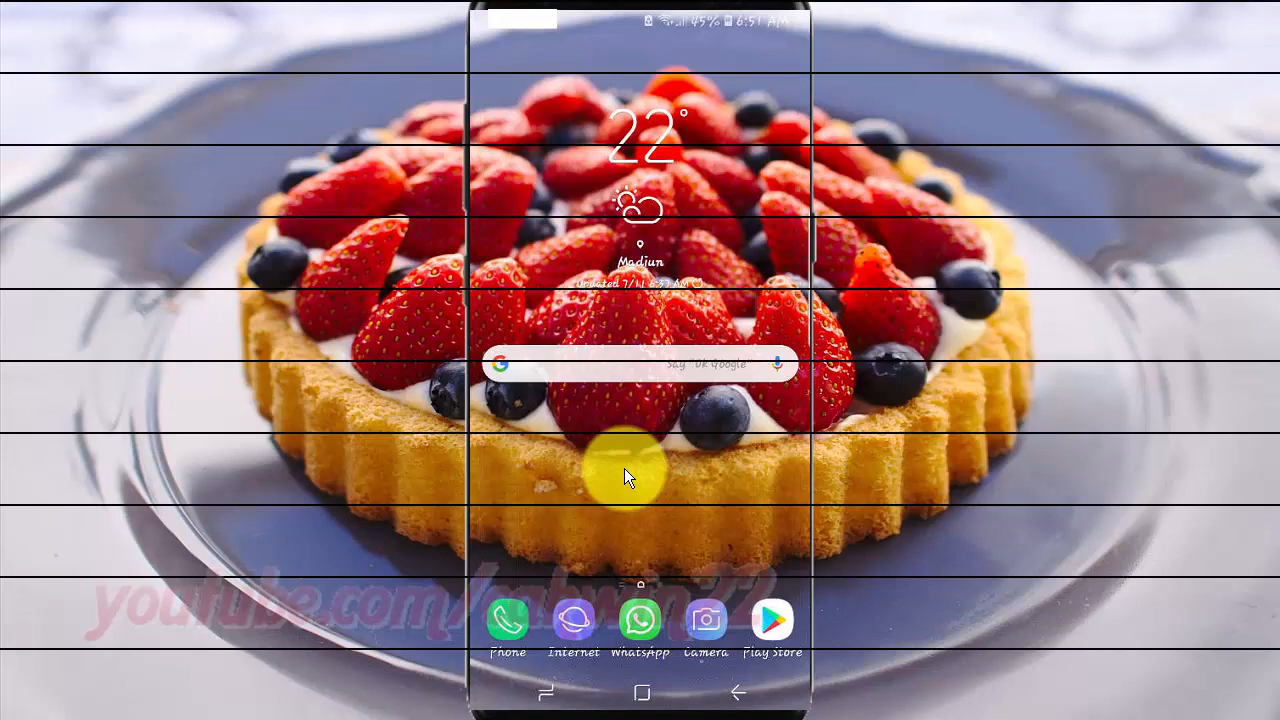 45% 6:51 AM
22°
Madiun
Updated 7/11 6:37 AM
Say "Ok Google"
youtube.com/
Phone Internet WhatsApp Camera Play Store